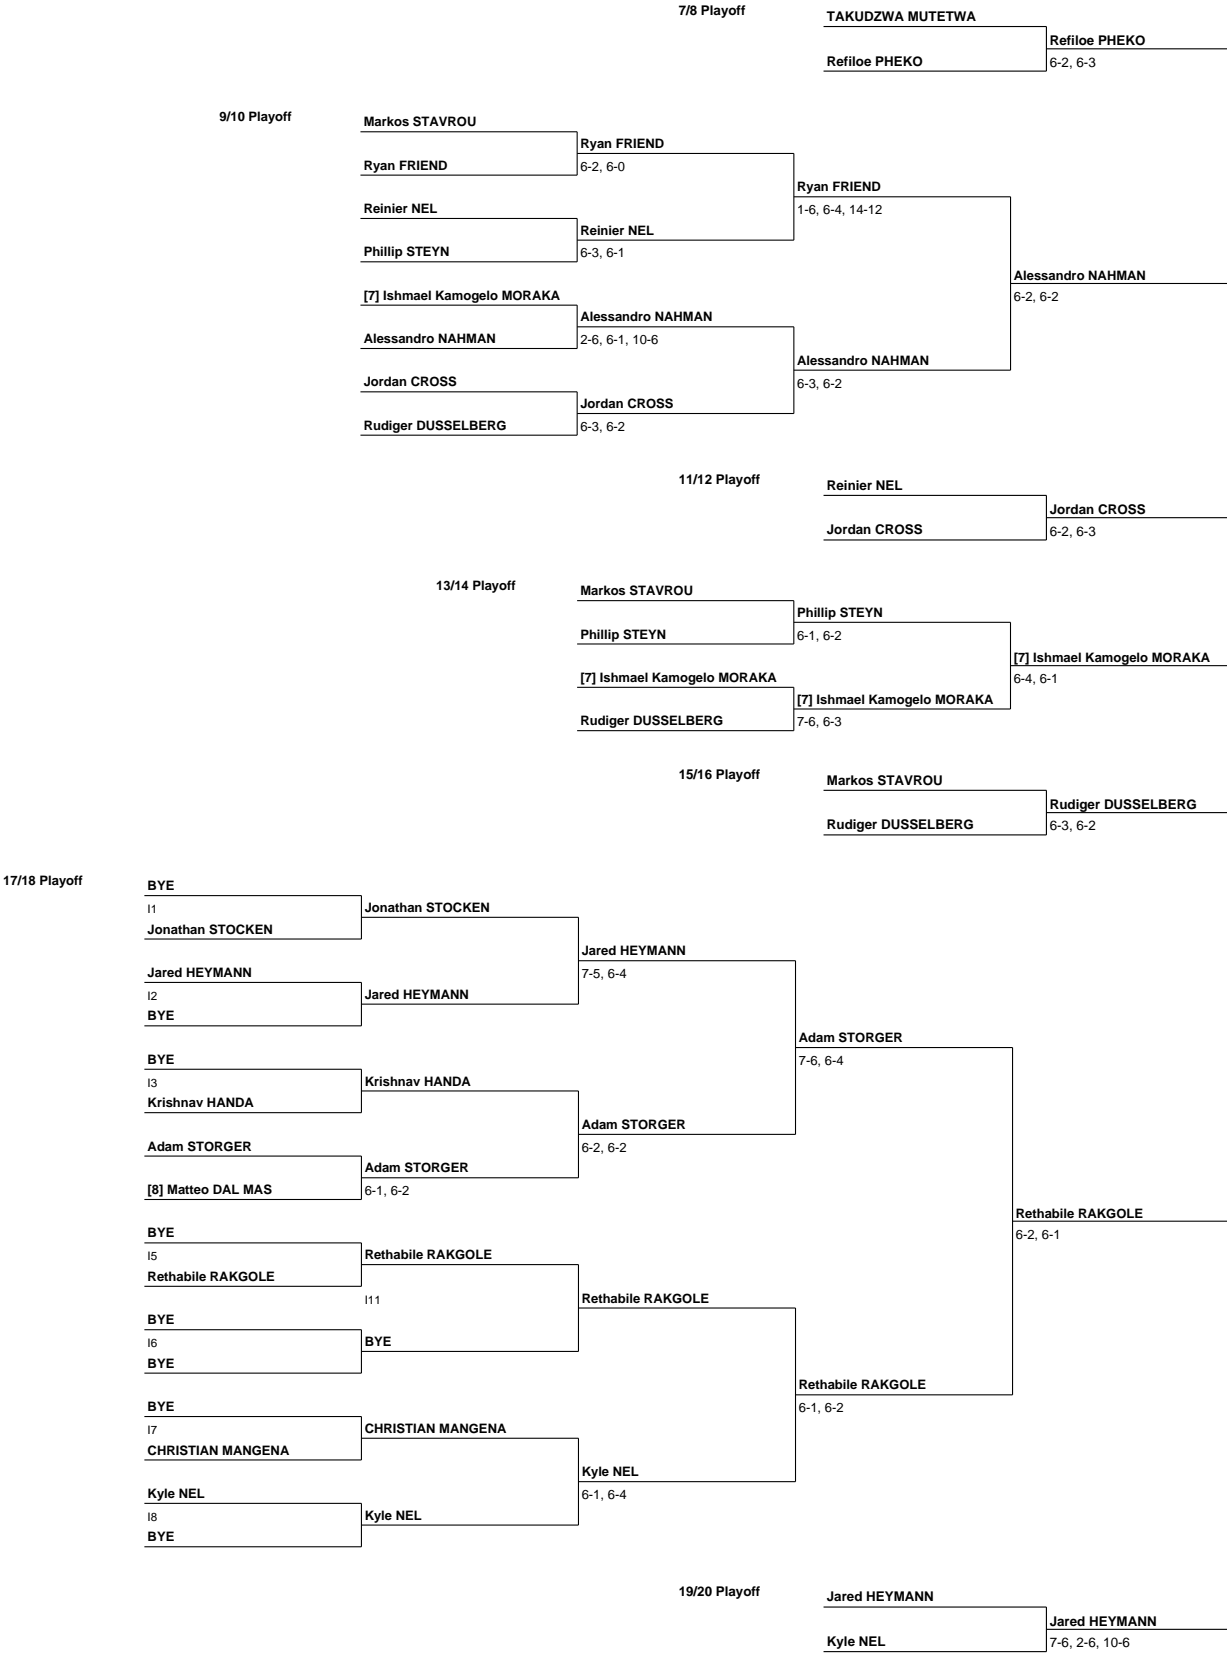 7/8 Playoff
TAKUDZWA MUTETWA
Refiloe PHEKO
Refiloe PHEKO
6-2, 6-3
9/10 Playoff
Markos STAVROU
Ryan FRIEND
Ryan FRIEND
6-2, 6-0
Ryan FRIEND
1-6, 6-4, 14-12
Reinier NEL
Reinier NEL
Phillip STEYN
6-3, 6-1
Alessandro NAHMAN
6-2, 6-2
[7] Ishmael Kamogelo MORAKA
Alessandro NAHMAN
Alessandro NAHMAN
2-6, 6-1, 10-6
Alessandro NAHMAN
6-3, 6-2
Jordan CROSS
Jordan CROSS
Rudiger DUSSELBERG
6-3, 6-2
11/12 Playoff
Reinier NEL
Jordan CROSS
Jordan CROSS
6-2, 6-3
13/14 Playoff
Markos STAVROU
Phillip STEYN
Phillip STEYN
6-1, 6-2
[7] Ishmael Kamogelo MORAKA
6-4, 6-1
[7] Ishmael Kamogelo MORAKA
[7] Ishmael Kamogelo MORAKA
Rudiger DUSSELBERG
7-6, 6-3
15/16 Playoff
Markos STAVROU
Rudiger DUSSELBERG
Rudiger DUSSELBERG
6-3, 6-2
17/18 Playoff
BYE
I1
Jonathan STOCKEN
Jonathan STOCKEN
Jared HEYMANN
7-5, 6-4
Jared HEYMANN
I2
Jared HEYMANN
BYE
Adam STORGER
7-6, 6-4
BYE
I3
Krishnav HANDA
Krishnav HANDA
Adam STORGER
6-2, 6-2
Adam STORGER
Adam STORGER
[8] Matteo DAL MAS
6-1, 6-2
Rethabile RAKGOLE
6-2, 6-1
BYE
I5
Rethabile RAKGOLE
Rethabile RAKGOLE
I11
Rethabile RAKGOLE
BYE
I6
BYE
BYE
Rethabile RAKGOLE
6-1, 6-2
BYE
I7
CHRISTIAN MANGENA
CHRISTIAN MANGENA
Kyle NEL
6-1, 6-4
Kyle NEL
I8
Kyle NEL
BYE
19/20 Playoff
Jared HEYMANN
Jared HEYMANN
Kyle NEL
7-6, 2-6, 10-6